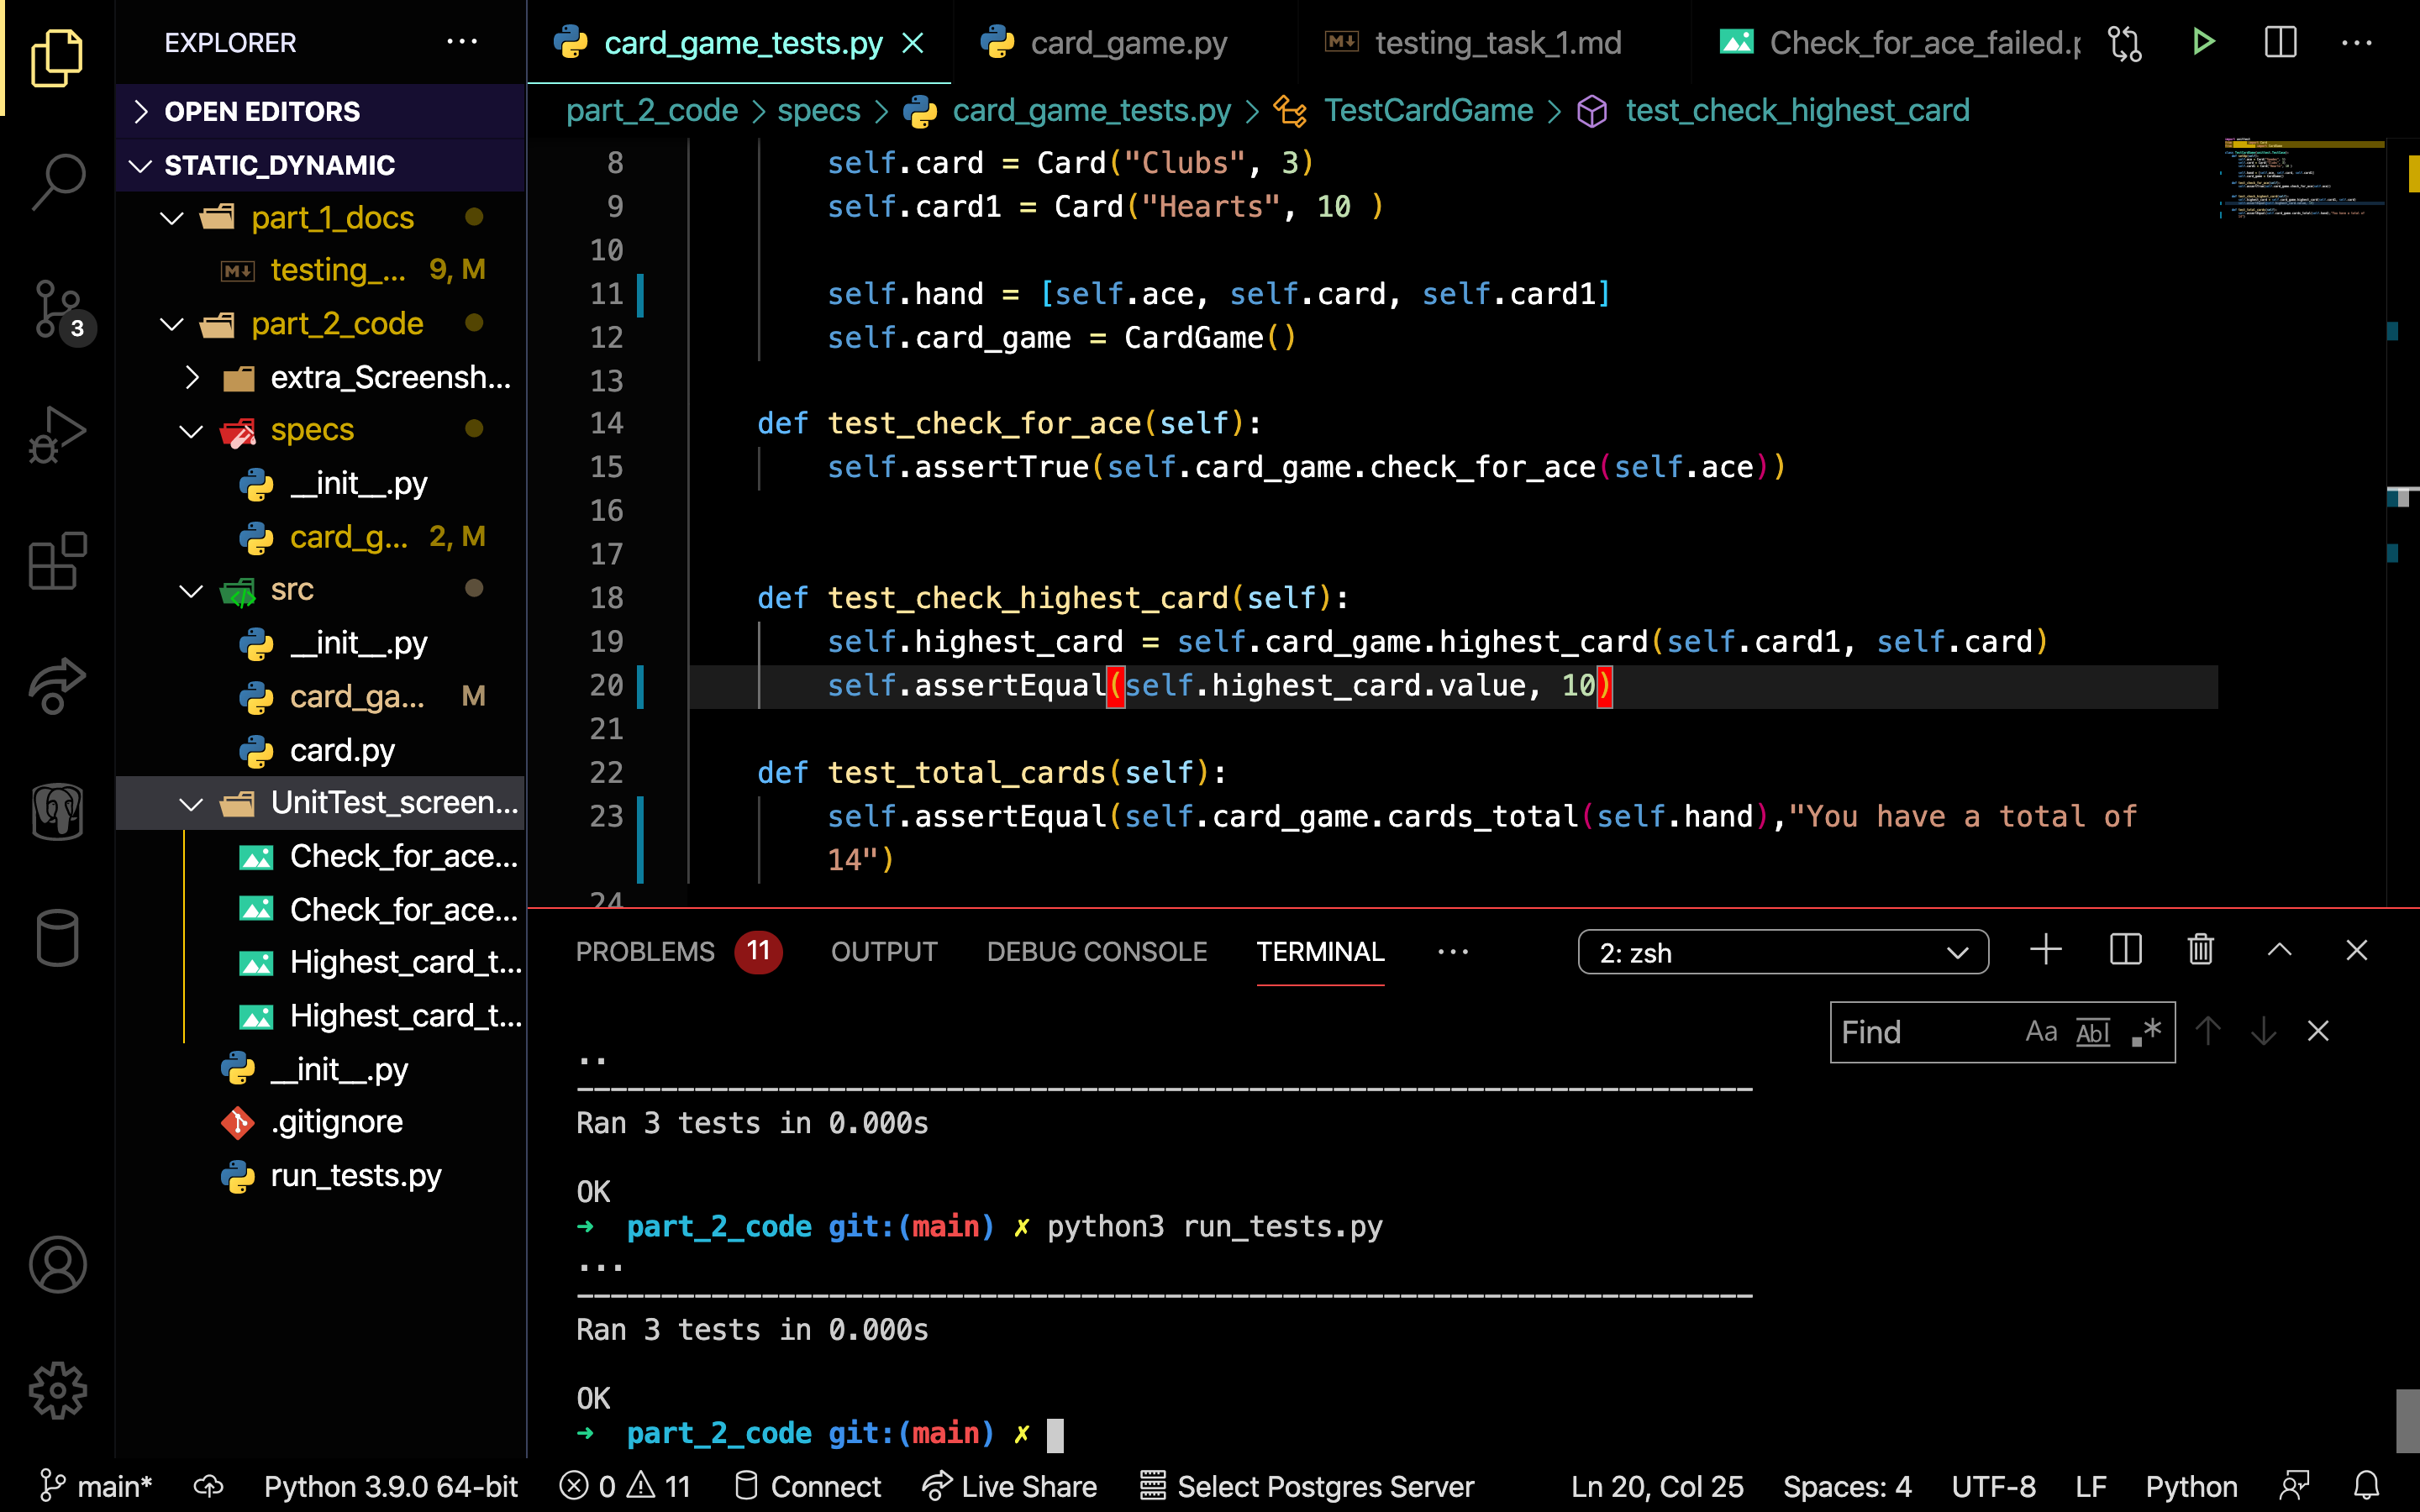 EXPLORER
OPEN EDITORS
STATIC_DYNAMIC
part_1_docs
testing_... 9, M
part_2_code
extra_Screensh...
specs
__init__.py
card_g... 2, M
src
__init__.py
card_ga... M
card.py
UnitTest_screen...
Check_for_ace...
Check_for_ace...
Highest_card_t...
Highest_card_t...
__init__.py
.gitignore
run_tests.py
3
card_game_tests.py
card_game.py
testing_task_1.md
Check_for_ace_failed.p
part_2_code > specs > card_game_tests.py > TestCardGame > test_check_highest_card
8 self.card = Card("Clubs", 3)
9 self.card1 = Card("Hearts", 10 )
10
11 self.hand = [self.ace, self.card, self.card1]
12 self.card_game = CardGame()
13
14 def test_check_for_ace(self):
15 self.assertTrue(self.card_game.check_for_ace(self.ace))
16
17
18 def test_check_highest_card(self):
19 self.highest_card = self.card_game.highest_card(self.card1, self.card)
20 self.assertEqual(self.highest_card.value, 10)
21
22 def test_total_cards(self):
23 self.assertEqual(self.card_game.cards_total(self.hand),"You have a total of
14")
24
PROBLEMS 11 OUTPUT DEBUG CONSOLE TERMINAL ... 2: zsh
Find Aa Abl .*
..
----------------------------------------------------------------------
Ran 3 tests in 0.000s
OK
➜ part_2_code git:(main) ✗ python3 run_tests.py
...
----------------------------------------------------------------------
Ran 3 tests in 0.000s
OK
➜ part_2_code git:(main) ✗
main* Python 3.9.0 64-bit 0 11 Connect Live Share Select Postgres Server Ln 20, Col 25 Spaces: 4 UTF-8 LF Python